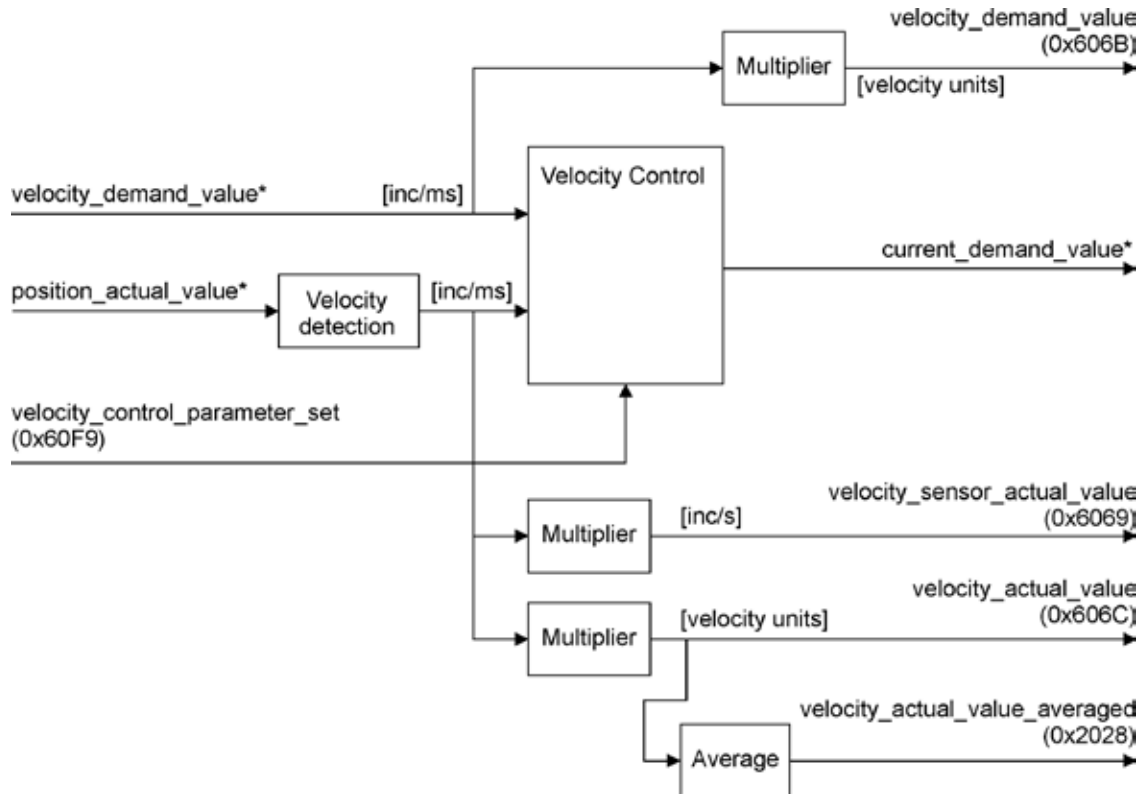 velocity_demand_value
(0x606B)
Multiplier
[velocity units]
Velocity Control
velocity_demand_value*
[inc/ms]
current_demand_value*
position_actual_value*
Velocity
detection
[inc/ms]
velocity_control_parameter_set
(0x60F9)
velocity_sensor_actual_value
(0x6069)
Multiplier
[inc/s]
velocity_actual_value
(0x606C)
Multiplier
[velocity units]
velocity_actual_value_averaged
(0x2028)
Average